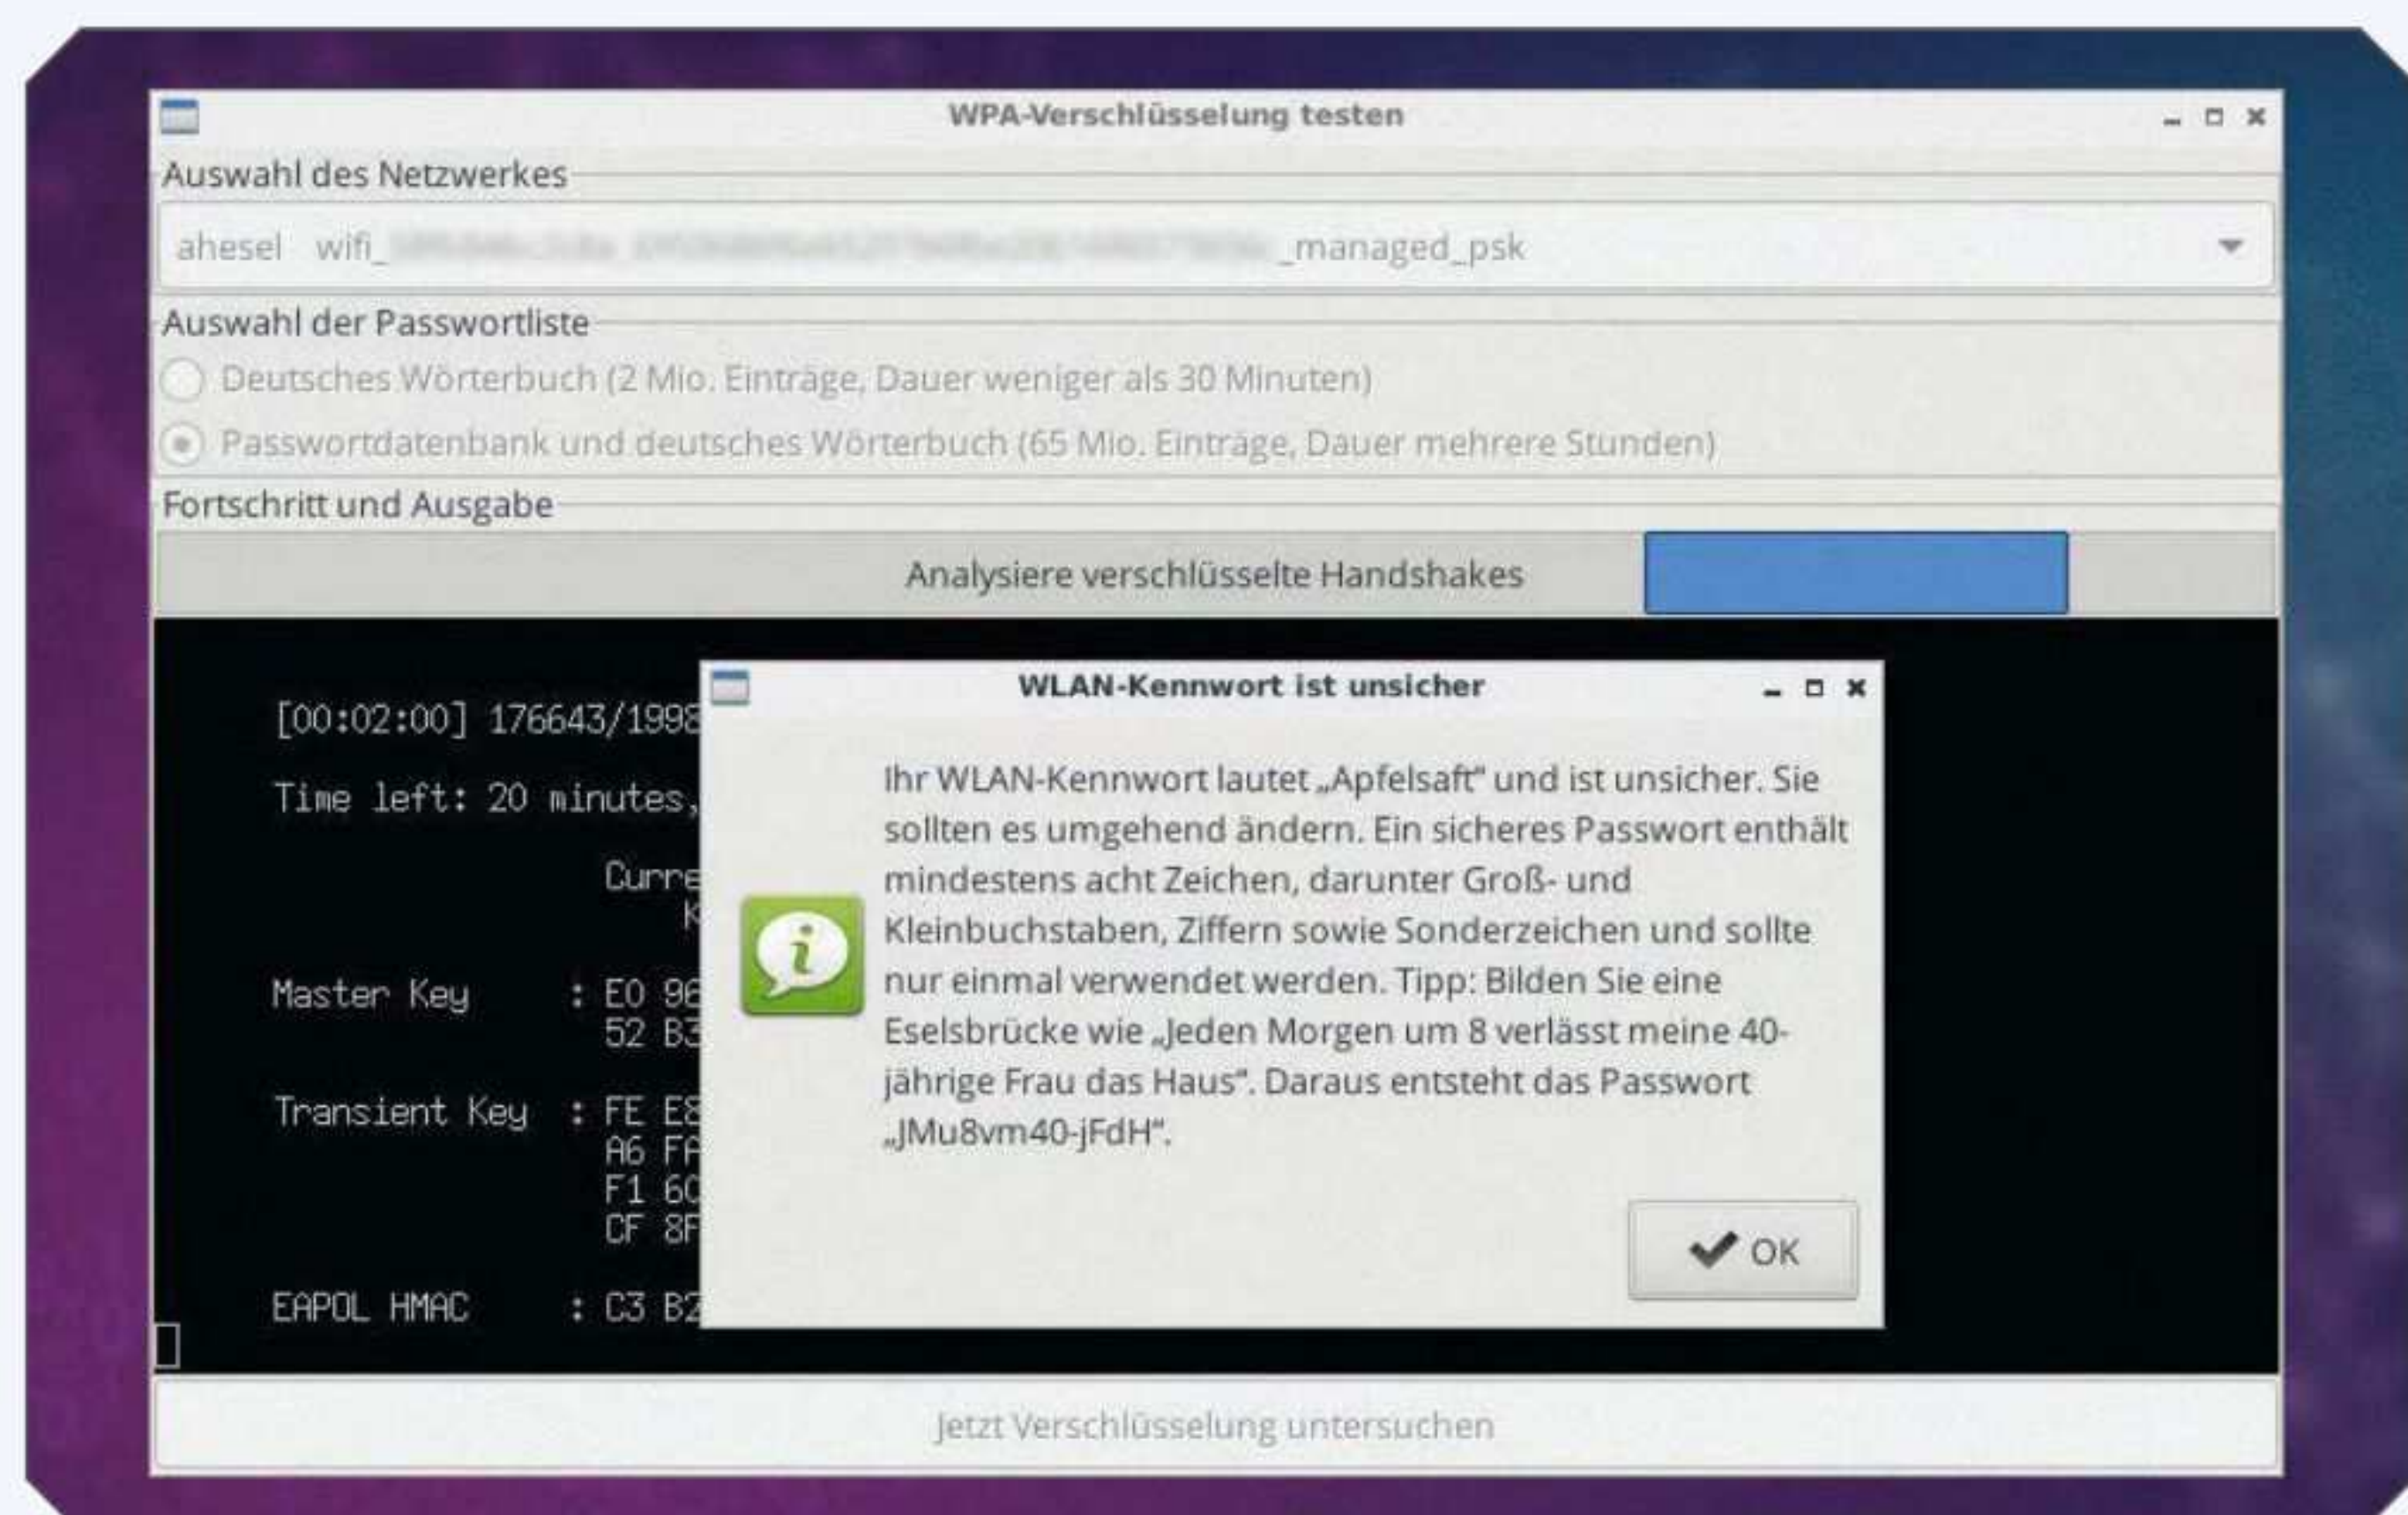 WPA-Verschlüsselung testen
Auswahl des Netzwerkes
ahesel wifi_ _managed_psk
Auswahl der Passwortliste
Deutsches Wörterbuch (2 Mio. Einträge, Dauer weniger als 30 Minuten)
Passwortdatenbank und deutsches Wörterbuch (65 Mio. Einträge, Dauer mehrere Stunden)
Fortschritt und Ausgabe
Analysiere verschlüsselte Handshakes
[00:02:00] 176643/1998
Time left: 20 minutes,
Curre
K
Master Key : E0 96
52 B3
Transient Key : FE E8
A6 FA
F1 60
CF 8F
EAPOL HMAC : C3 B2
WLAN-Kennwort ist unsicher
Ihr WLAN-Kennwort lautet „Apfelsaft“ und ist unsicher. Sie
sollten es umgehend ändern. Ein sicheres Passwort enthält
mindestens acht Zeichen, darunter Groß- und
Kleinbuchstaben, Ziffern sowie Sonderzeichen und sollte
nur einmal verwendet werden. Tipp: Bilden Sie eine
Eselsbrücke wie „Jeden Morgen um 8 verlässt meine 40-
jährige Frau das Haus“. Daraus entsteht das Passwort
„JMu8vm40-jFdH“.
OK
Jetzt Verschlüsselung untersuchen